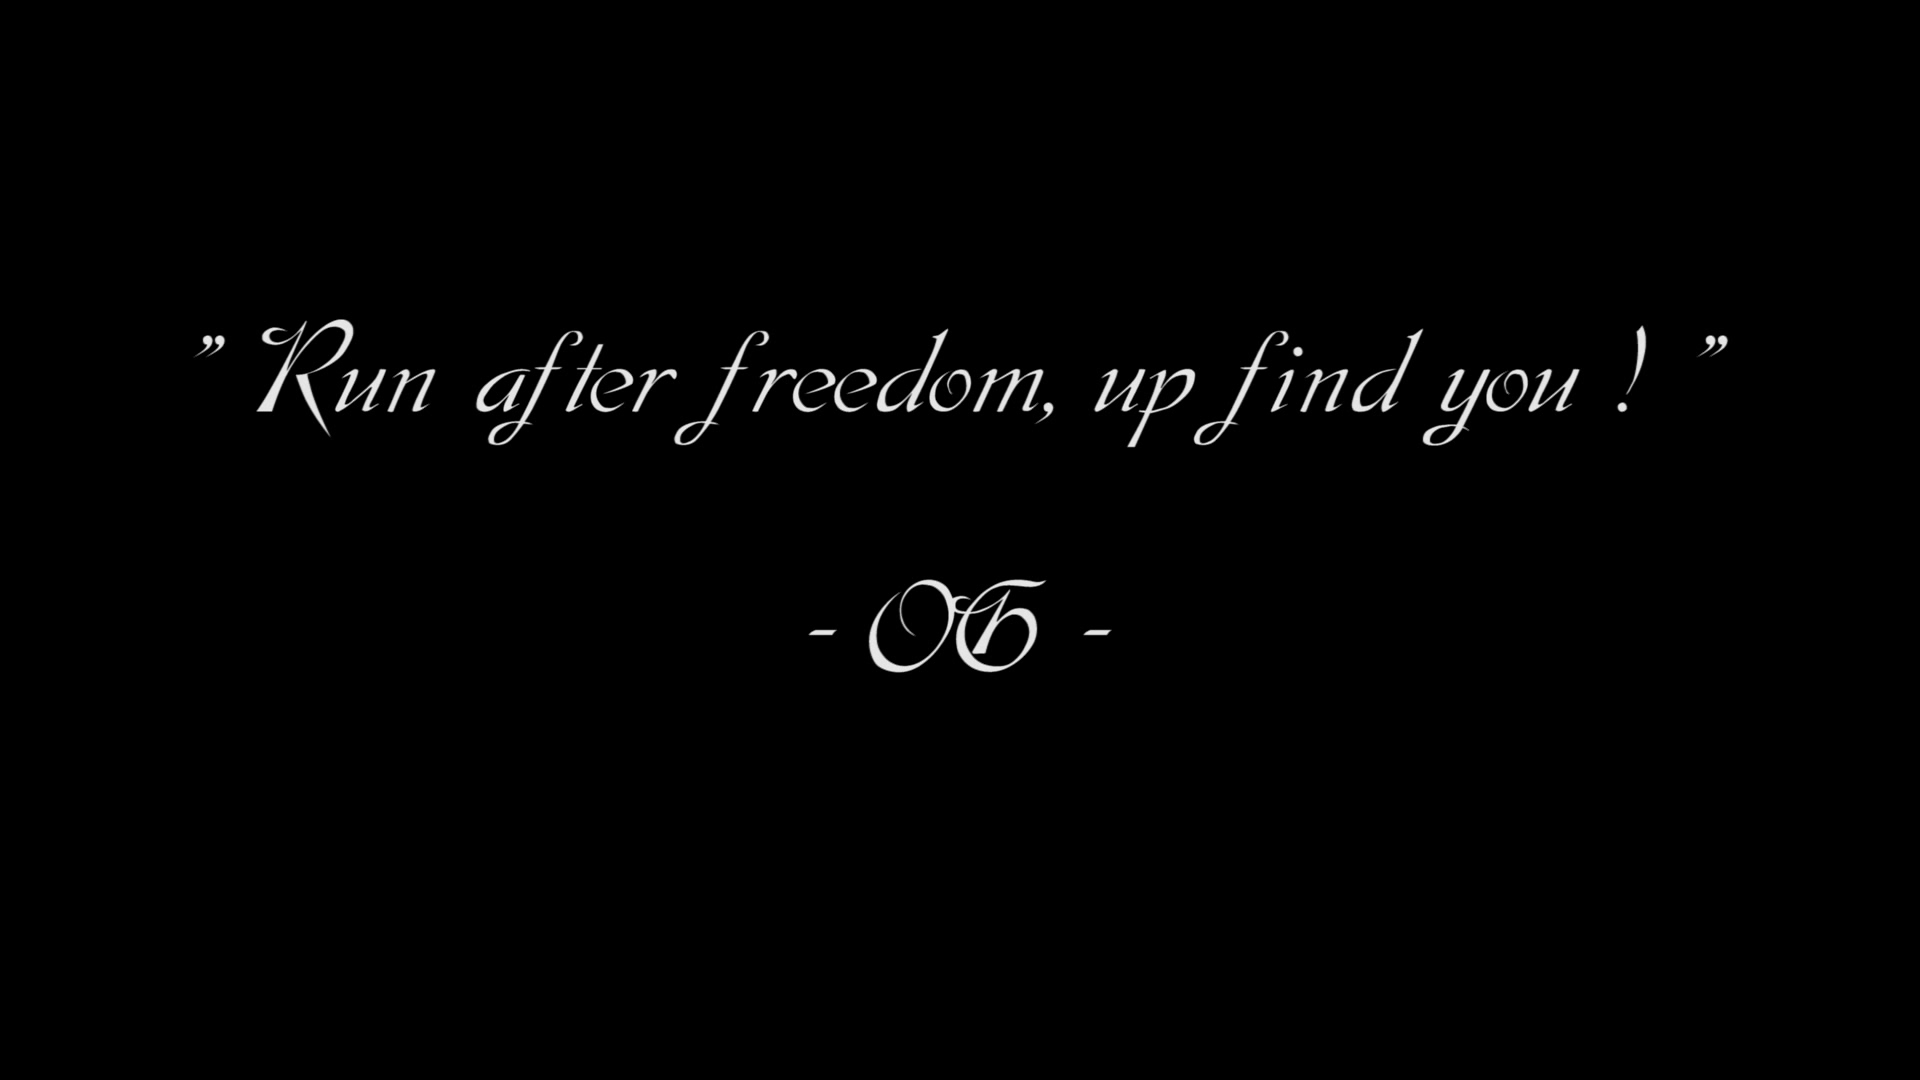 ” Run after freedom, up find you ! ”
- OG -